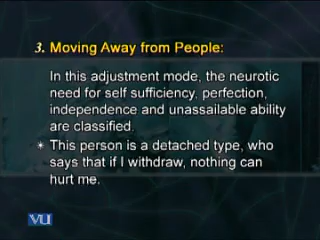 3. Moving Away from People:
In this adjustment mode, the neurotic
need for self sufficiency, perfection,
independence and unassailable ability
are classified.
✴ This person is a detached type, who
says that if I withdraw, nothing can
hurt me.
VU